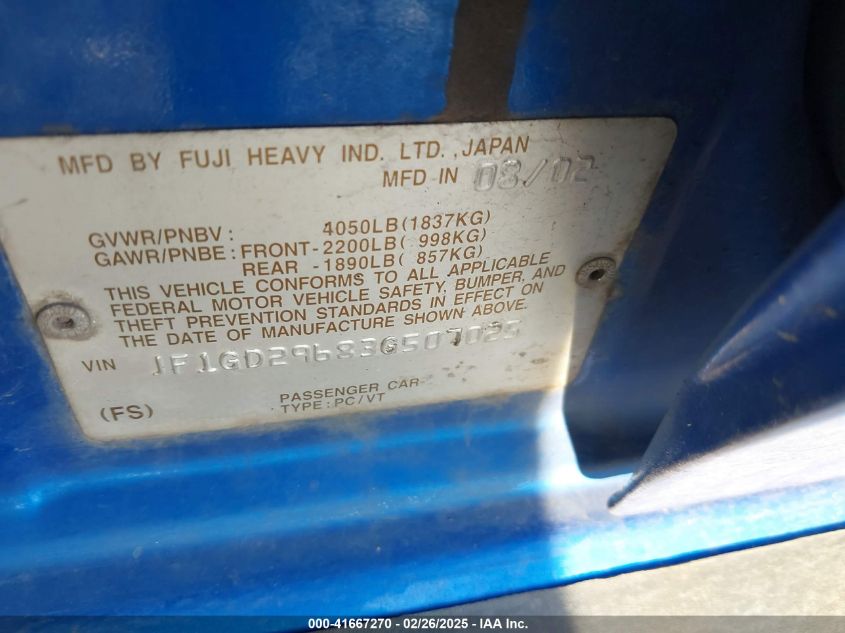 MFD BY FUJI HEAVY IND. LTD., JAPAN
MFD IN 08/02
GVWR/PNBV: 4050LB(1837KG)
GAWR/PNBE: FRONT-2200LB( 998KG)
REAR -1890LB( 857KG)
THIS VEHICLE CONFORMS TO ALL APPLICABLE
FEDERAL MOTOR VEHICLE SAFETY, BUMPER, AND
THEFT PREVENTION STANDARDS IN EFFECT ON
THE DATE OF MANUFACTURE SHOWN ABOVE.
VIN JF1GD29683G507025
PASSENGER CAR
(FS) TYPE:PC/VT
000-41667270 - 02/26/2025 - IAA Inc.